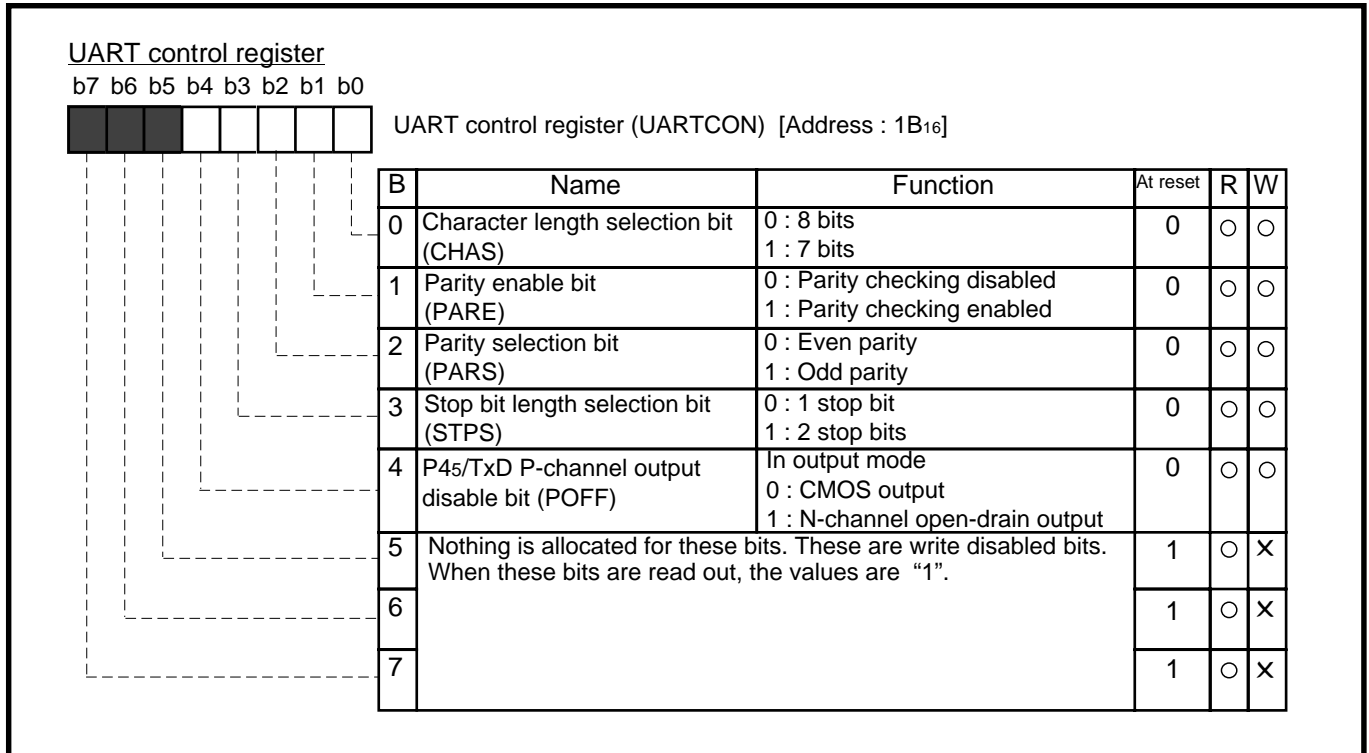 UART control register
b7 b6 b5 b4 b3 b2 b1 b0
UART control register (UARTCON) [Address : 1B16]
B Name Function At reset R W
0 Character length selection bit (CHAS) 0 : 8 bits 1 : 7 bits 0 ○ ○
1 Parity enable bit (PARE) 0 : Parity checking disabled 1 : Parity checking enabled 0 ○ ○
2 Parity selection bit (PARS) 0 : Even parity 1 : Odd parity 0 ○ ○
3 Stop bit length selection bit (STPS) 0 : 1 stop bit 1 : 2 stop bits 0 ○ ○
4 P45/TxD P-channel output disable bit (POFF) In output mode 0 : CMOS output 1 : N-channel open-drain output 0 ○ ○
5 Nothing is allocated for these bits. These are write disabled bits. When these bits are read out, the values are “1”. 1 ○ ×
6 1 ○ ×
7 1 ○ ×